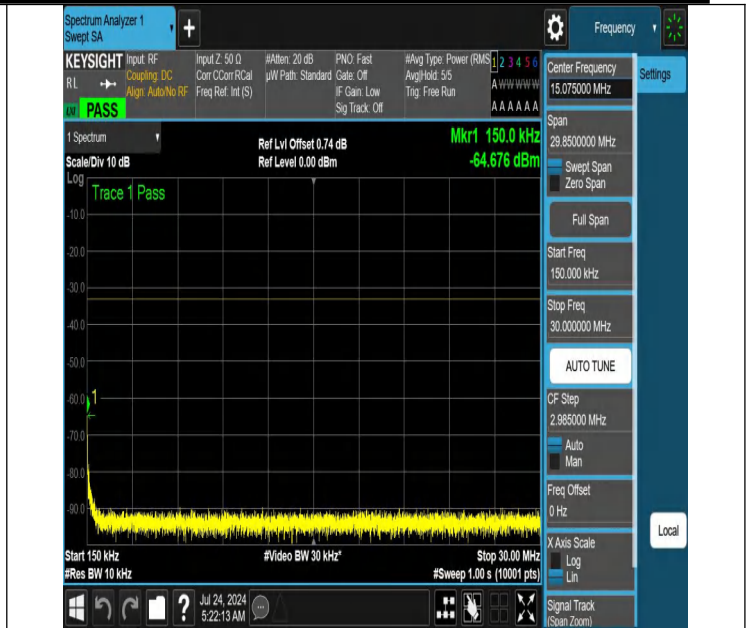 Spectrum Analyzer 1
Swept SA
+
Frequency
KEYSIGHT
RL
LXI
PASS
Input: RF
Coupling: DC
Align: Auto/No RF
Input Z: 50 Ω
Corr CCorr RCal
Freq Ref: Int (S)
#Atten: 20 dB
µW Path: Standard
PNO: Fast
Gate: Off
IF Gain: Low
Sig Track: Off
#Avg Type: Power (RMS
Avg|Hold: 5/5
Trig: Free Run
1 2 3 4 5 6
A W W W W W
A A A A A A
1 Spectrum
Scale/Div 10 dB
Ref Lvl Offset 0.74 dB
Ref Level 0.00 dBm
Mkr1 150.0 kHz
-64.676 dBm
Log
Trace 1 Pass
-10.0
-20.0
-30.0
-40.0
-50.0
-60.0
-70.0
-80.0
-90.0
1
Start 150 kHz
#Res BW 10 kHz
#Video BW 30 kHz*
Stop 30.00 MHz
#Sweep 1.00 s (10001 pts)
?
Jul 24, 2024
5:22:13 AM
Center Frequency
15.075000 MHz
Span
29.8500000 MHz
Swept Span
Zero Span
Full Span
Start Freq
150.000 kHz
Stop Freq
30.000000 MHz
AUTO TUNE
CF Step
2.985000 MHz
Auto
Man
Freq Offset
0 Hz
X Axis Scale
Log
Lin
Signal Track
(Span Zoom)
Settings
Local